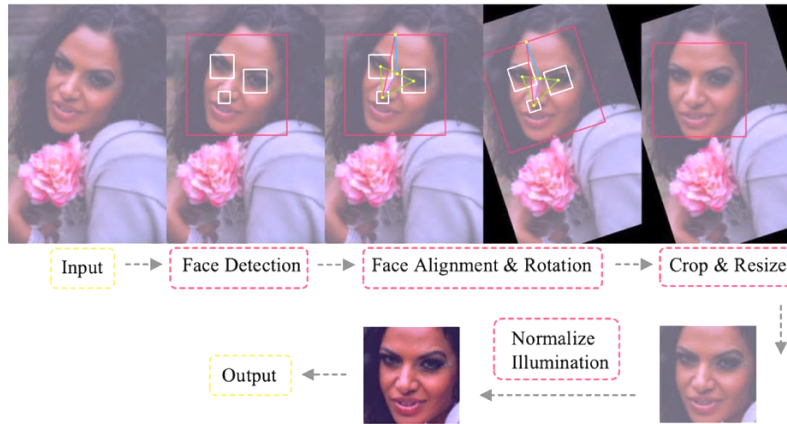 Input
Face Detection
Face Alignment & Rotation
Crop & Resize
Normalize
Illumination
Output